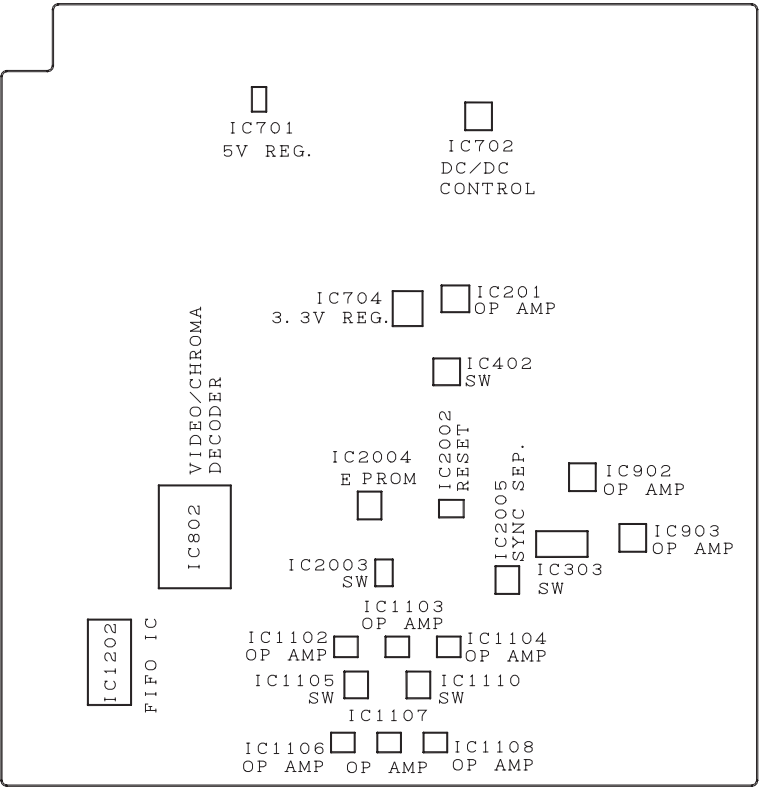 IC701
5V REG.
IC702
DC/DC
CONTROL
IC704
3.3V REG.
IC201
OP AMP
IC402
SW
VIDEO/CHROMA
DECODER
IC802
IC2004
E PROM
IC2002
RESET
IC2005
SYNC SEP.
IC902
OP AMP
IC903
OP AMP
IC303
SW
IC2003
SW
IC1103
OP AMP
IC1102
OP AMP
IC1104
OP AMP
IC1202
FIFO IC
IC1105
SW
IC1110
SW
IC1107
OP AMP
IC1106
OP AMP
IC1108
OP AMP